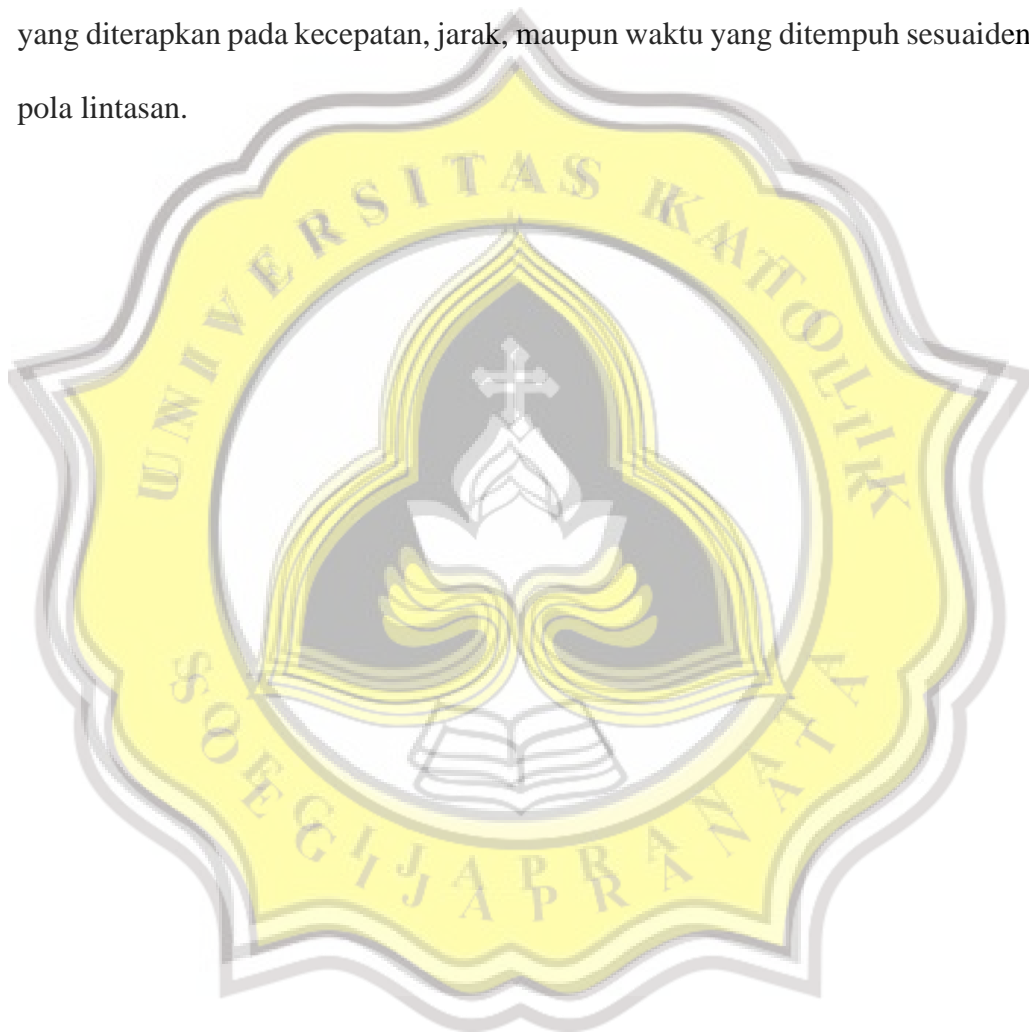 yang diterapkan pada kecepatan, jarak, maupun waktu yang ditempuh sesuaiden
pola lintasan.
UNIVERSITAS KATOLIK
SOEGIJAPRANATA